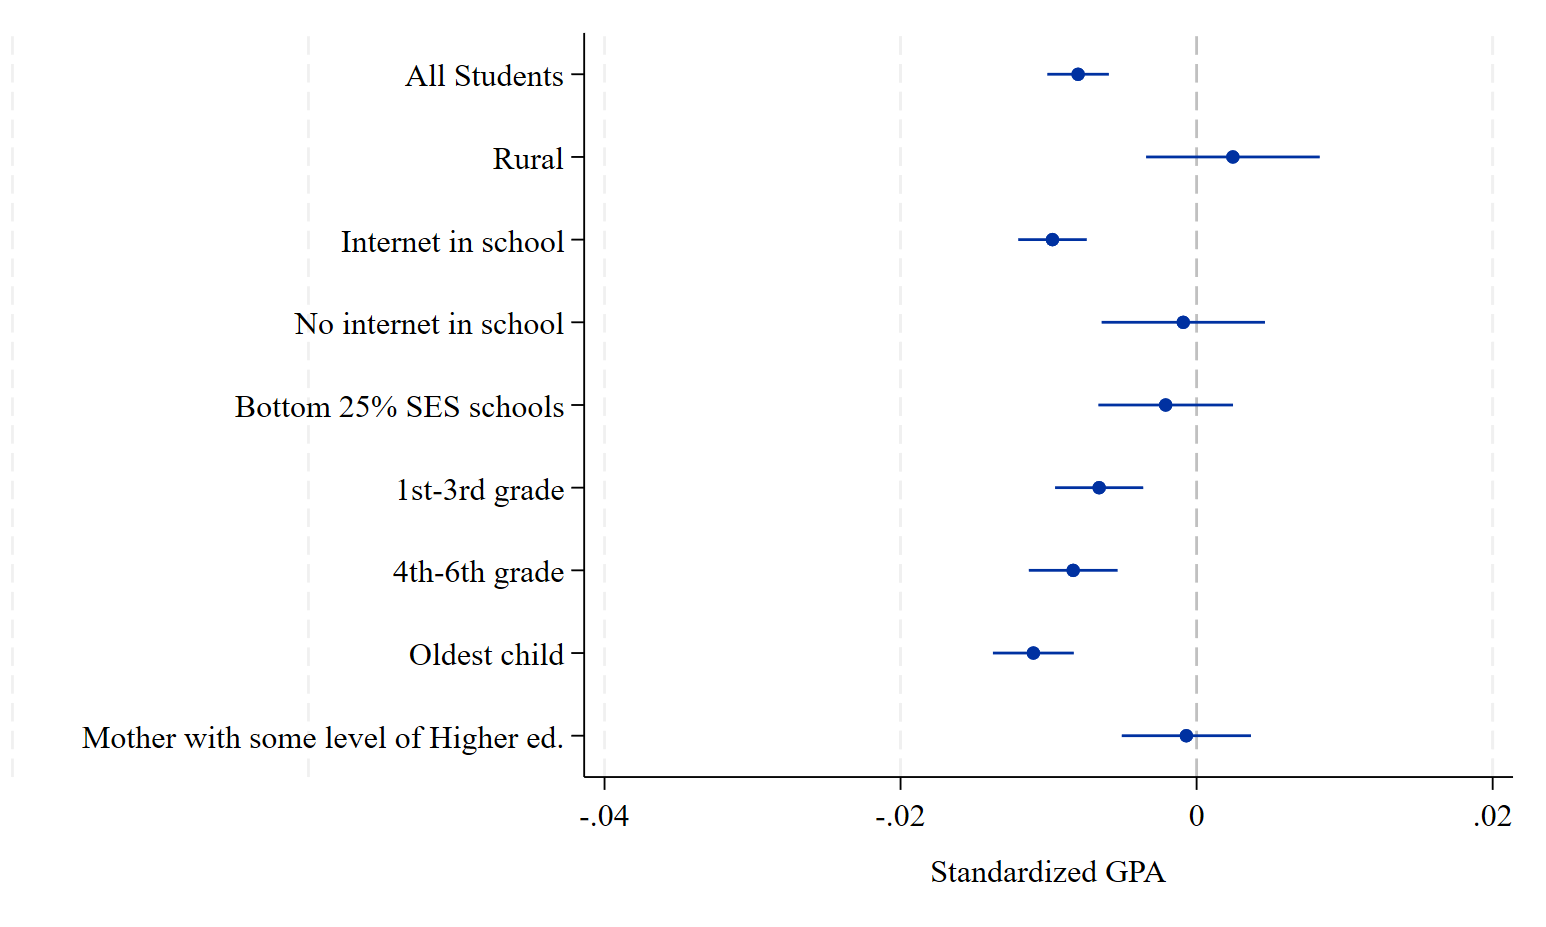 All Students
Rural
Internet in school
No internet in school
Bottom 25% SES schools
1st-3rd grade
4th-6th grade
Oldest child
Mother with some level of Higher ed.
-.04 -.02 0 .02
Standardized GPA